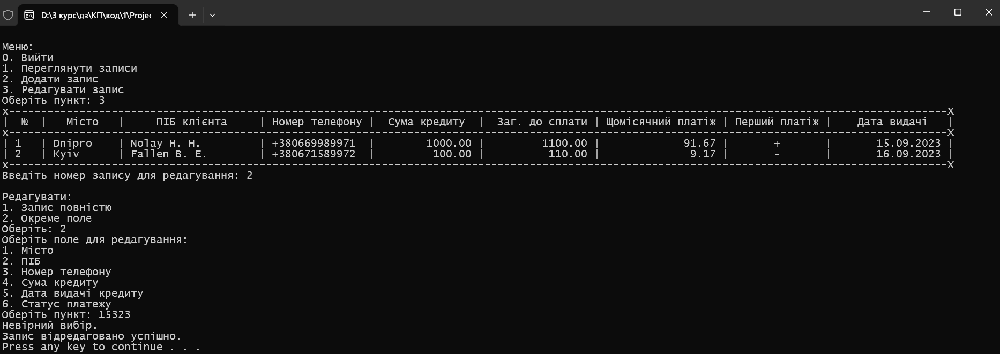 D:\3 курс\дз\КП\код\1\Projec
Меню:
0. Вийти
1. Переглянути записи
2. Додати запис
3. Редагувати запис
Оберіть пункт: 3
x--------------------------------------------------------------------------------------------------------------------------------------------------x
| № | Місто | ПІБ клієнта | Номер телефону | Сума кредиту | Заг. до сплати | Щомісячний платіж | Перший платіж | Дата видачі |
x--------------------------------------------------------------------------------------------------------------------------------------------------x
| 1 | Dnipro | Nolay H. H. | +380669989971 | 1000.00 | 1100.00 | 91.67 | + | 15.09.2023 |
| 2 | Kyiv | Fallen B. E. | +380671589972 | 100.00 | 110.00 | 9.17 | - | 16.09.2023 |
x--------------------------------------------------------------------------------------------------------------------------------------------------x
Введіть номер запису для редагування: 2
Редагувати:
1. Запис повністю
2. Окреме поле
Оберіть: 2
Оберіть поле для редагування:
1. Місто
2. ПІБ
3. Номер телефону
4. Сума кредиту
5. Дата видачі кредиту
6. Статус платежу
Оберіть пункт: 15323
Невірний вибір.
Запис відредаговано успішно.
Press any key to continue . . .